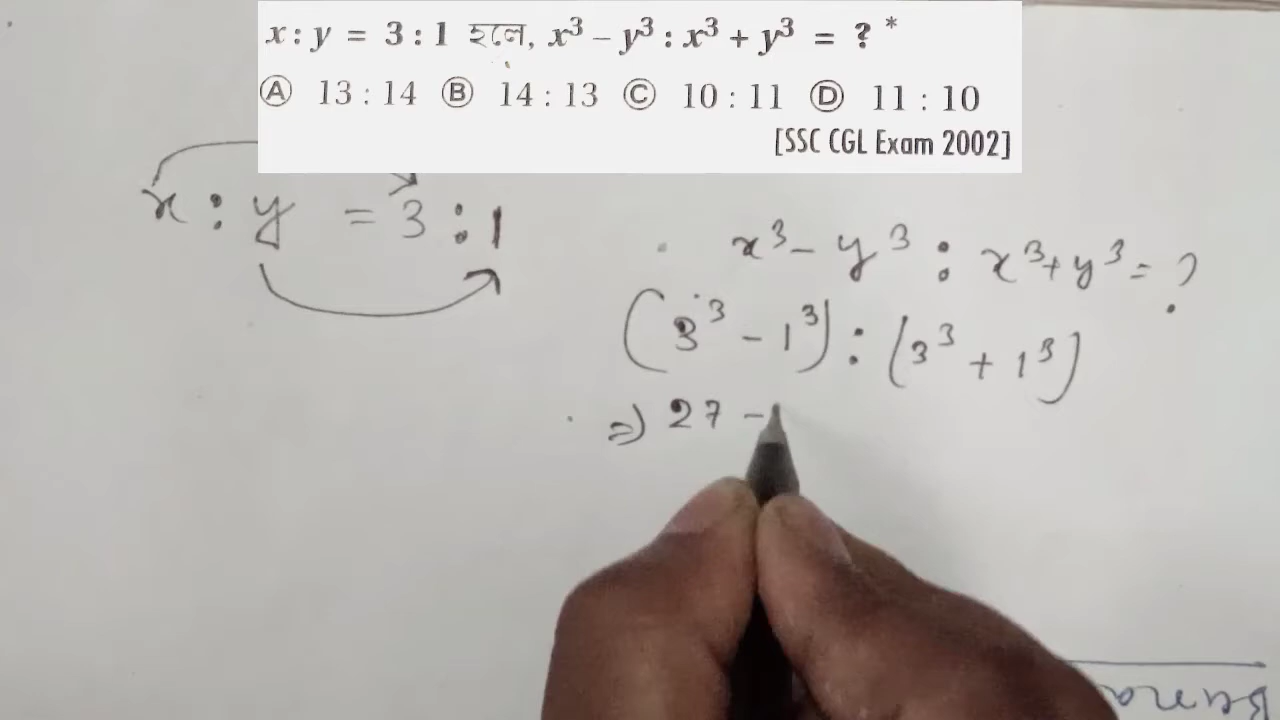 x : y = 3 : 1 হলে, x³ – y³ : x³ + y³ = ? *
Ⓐ 13 : 14 Ⓑ 14 : 13 Ⓒ 10 : 11 Ⓓ 11 : 10
[SSC CGL Exam 2002]
x : y = 3 : 1
x³ – y³ : x³ + y³ = ?
(3³ – 1³) : (3³ + 1³)
⇒ 27 –